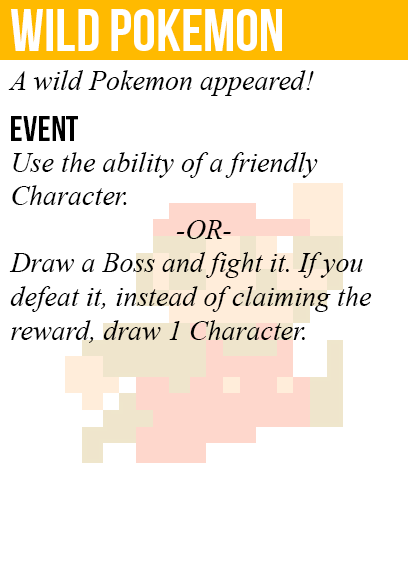 WILD POKEMON
A wild Pokemon appeared!
EVENT
Use the ability of a friendly
Character.
-OR-
Draw a Boss and fight it. If you
defeat it, instead of claiming the
reward, draw 1 Character.